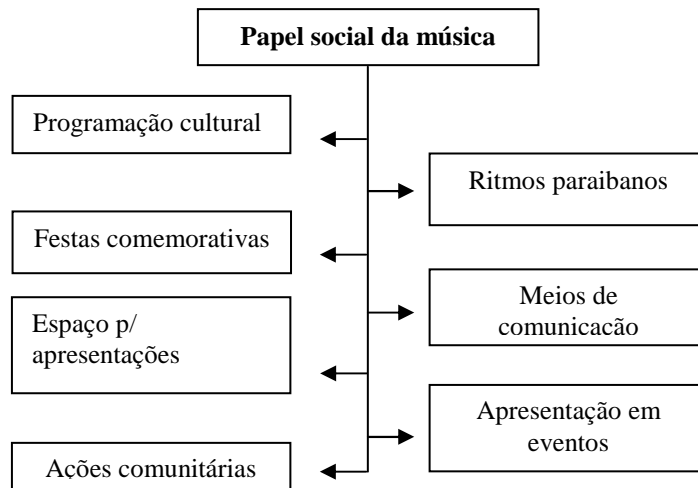 Papel social da música
Programação cultural
Ritmos paraibanos
Festas comemorativas
Espaço p/
apresentações
Meios de
comunicacão
Apresentação em
eventos
Ações comunitárias